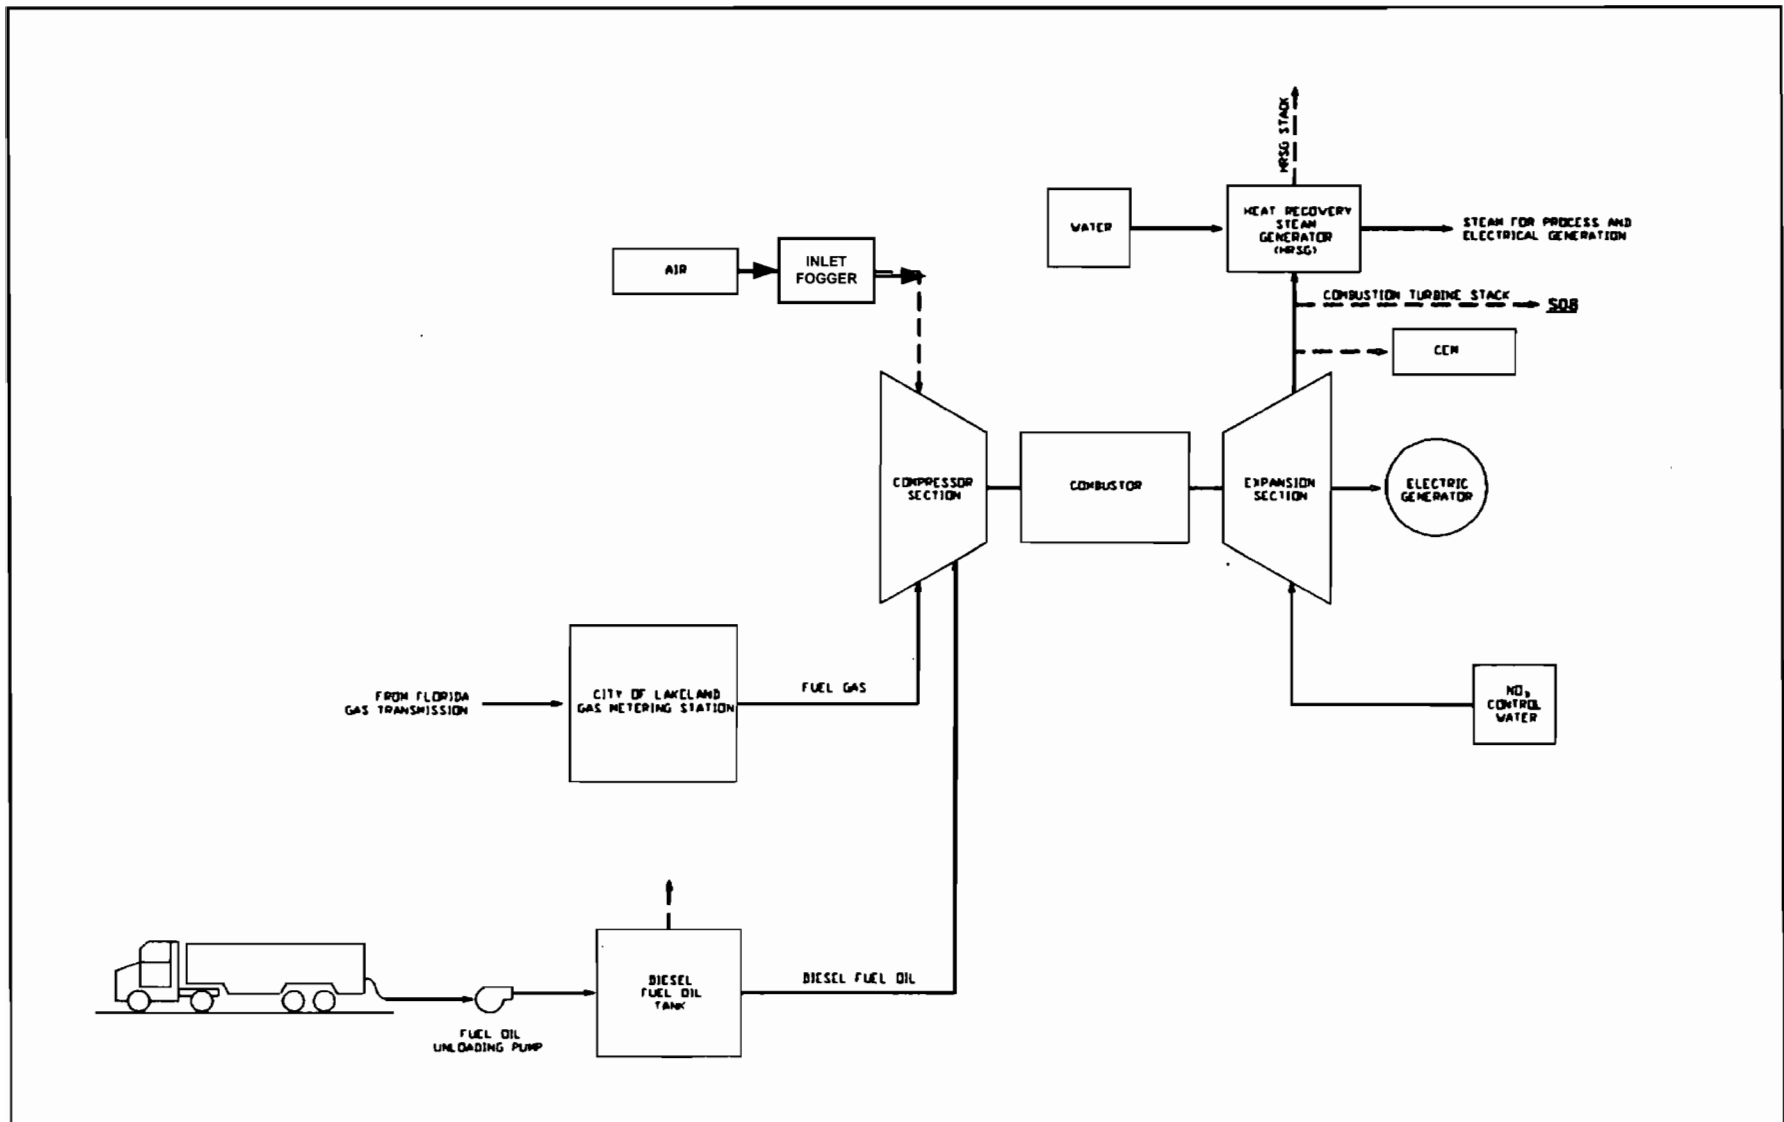 HRSG STACK
WATER
HEAT RECOVERY
STEAM
GENERATOR
(HRSG)
STEAM FOR PROCESS AND
ELECTRICAL GENERATION
AIR
INLET
FOGGER
COMBUSTION TURBINE STACK
SOB
CEM
COMPRESSOR
SECTION
COMBUSTOR
EXPANSION
SECTION
ELECTRIC
GENERATOR
FROM FLORIDA
GAS TRANSMISSION
CITY OF LAKELAND
GAS METERING STATION
FUEL GAS
NOx
CONTROL
WATER
DIESEL
FUEL OIL
TANK
DIESEL FUEL OIL
FUEL OIL
UNLOADING PUMP